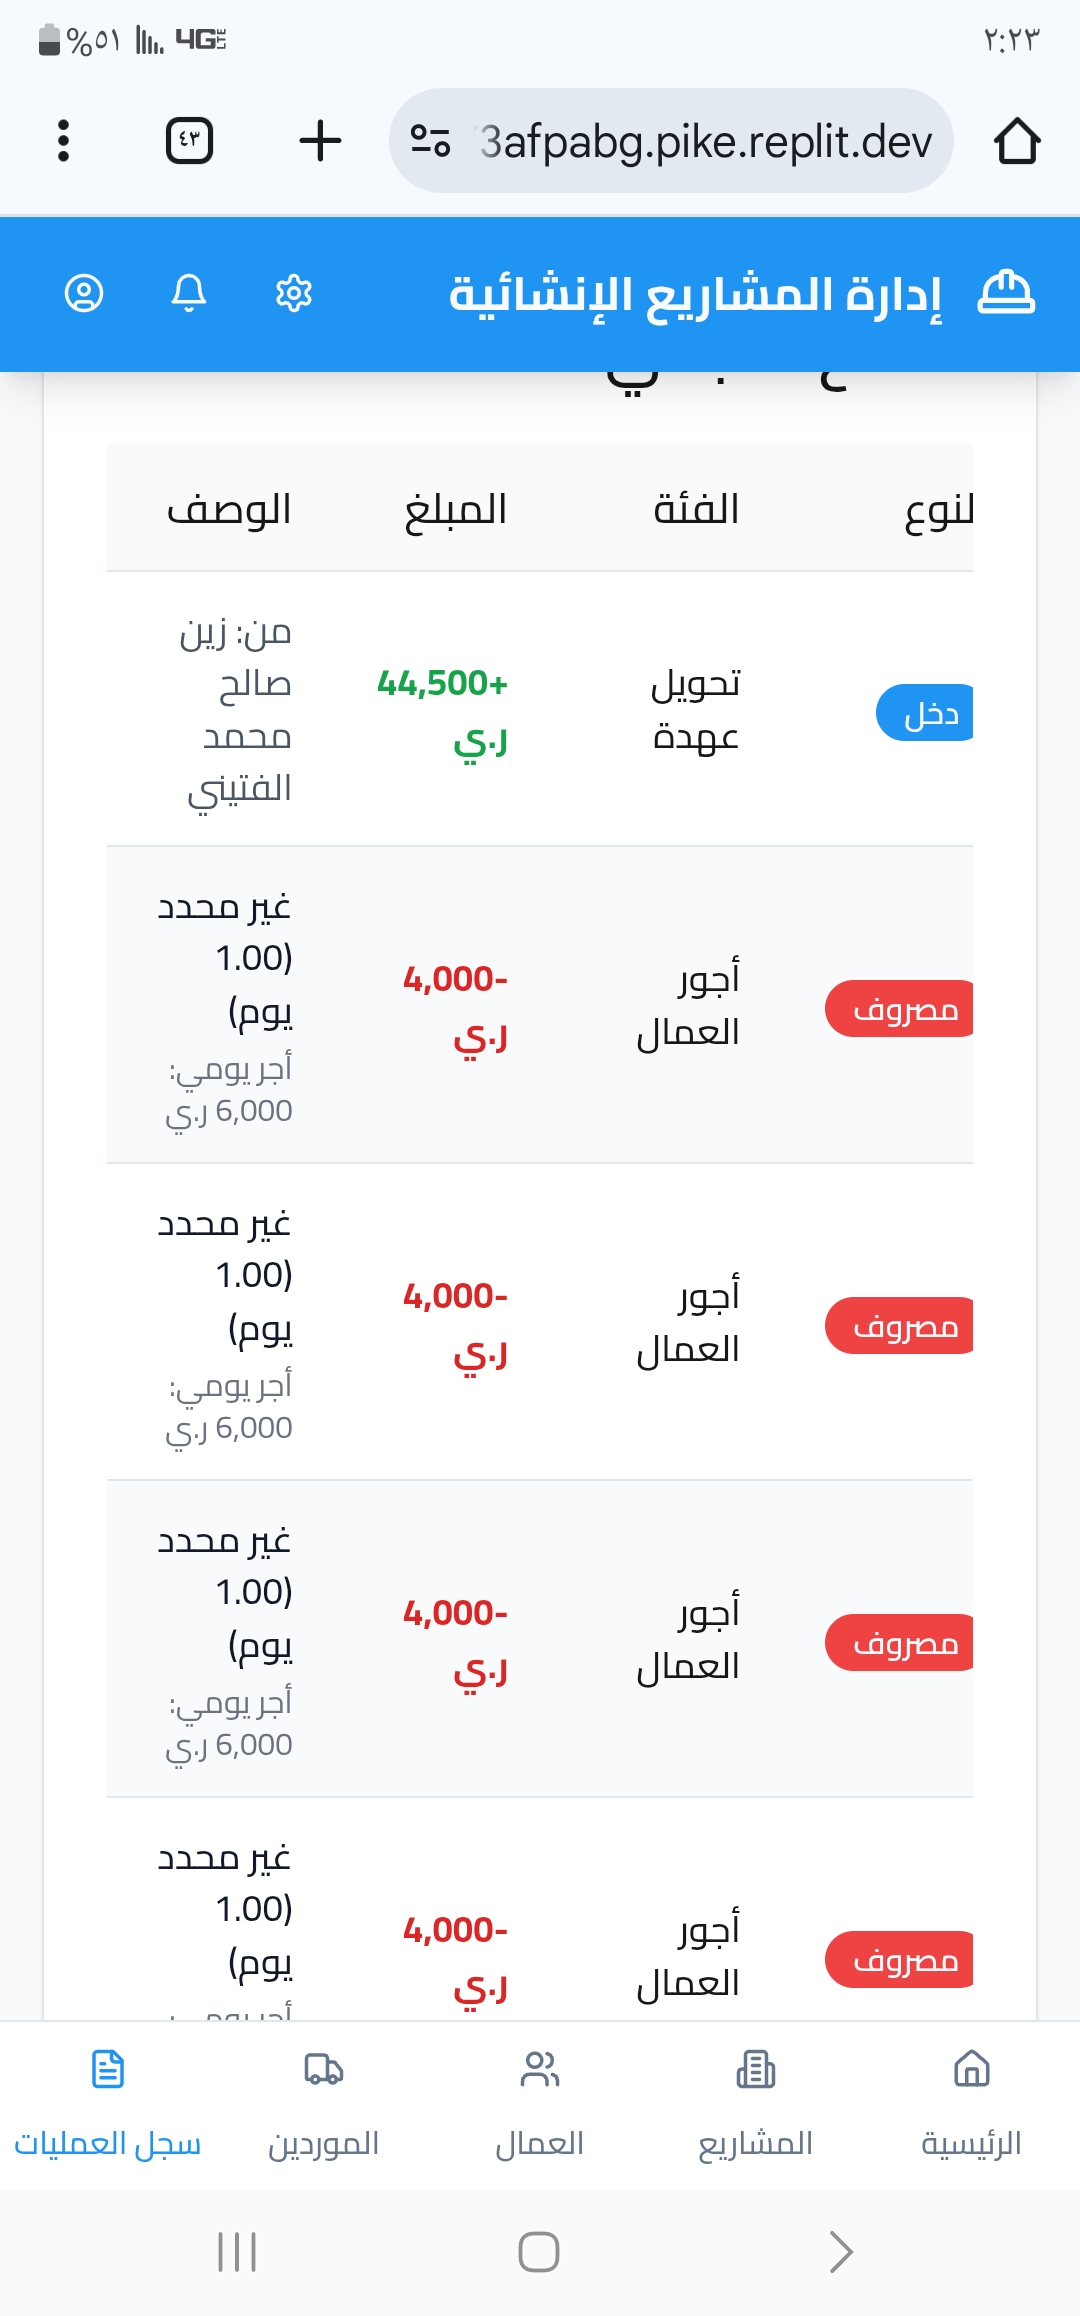 ٢:٢٣
4G LTE
%٥١
3afpabg.pike.replit.dev
٤٣
إدارة المشاريع الإنشائية
لنوع الفئة المبلغ الوصف
دخل
تحويل
عهدة
+44,500
ر.ي
من: زين
صالح
محمد
الفتيني
مصروف
أجور
العمال
-4,000
ر.ي
غير محدد
(1.00
يوم)
أجر يومي:
6,000 ر.ي
مصروف
أجور
العمال
-4,000
ر.ي
غير محدد
(1.00
يوم)
أجر يومي:
6,000 ر.ي
مصروف
أجور
العمال
-4,000
ر.ي
غير محدد
(1.00
يوم)
أجر يومي:
6,000 ر.ي
مصروف
أجور
العمال
-4,000
ر.ي
غير محدد
(1.00
يوم)
أجر يومي:
الرئيسية المشاريع العمال الموردين سجل العمليات